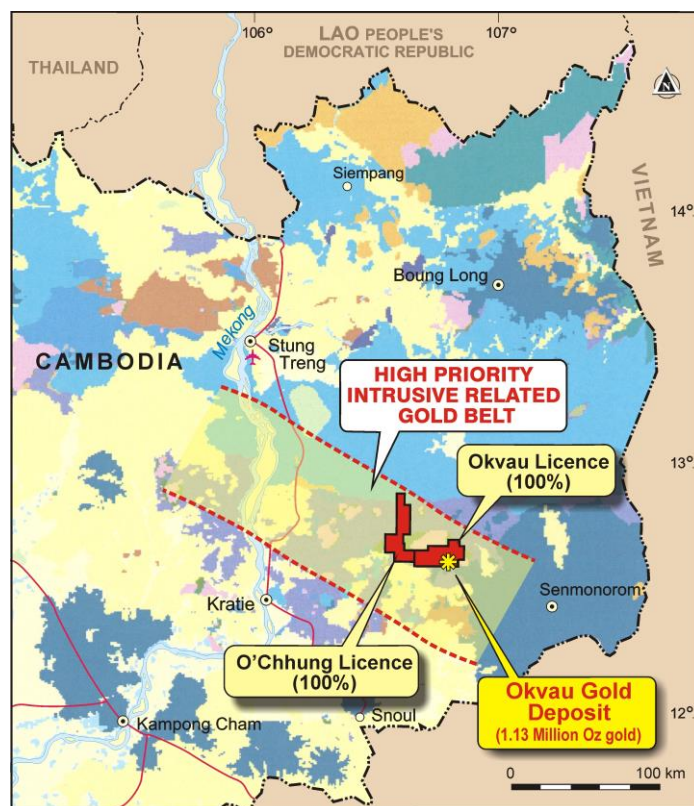 106°
107°
LAO PEOPLE'S
DEMOCRATIC REPUBLIC
THAILAND
N
VIETNAM
Siempang
14°
Boung Long
Mekong
Stung
Treng
CAMBODIA
HIGH PRIORITY
INTRUSIVE RELATED
GOLD BELT
13°
Okvau Licence
(100%)
Senmonorom
Kratie
O'Chhung Licence
(100%)
Okvau Gold
Deposit
(1.13 Million Oz gold)
Snoul
12°
Kampong Cham
0
100 km